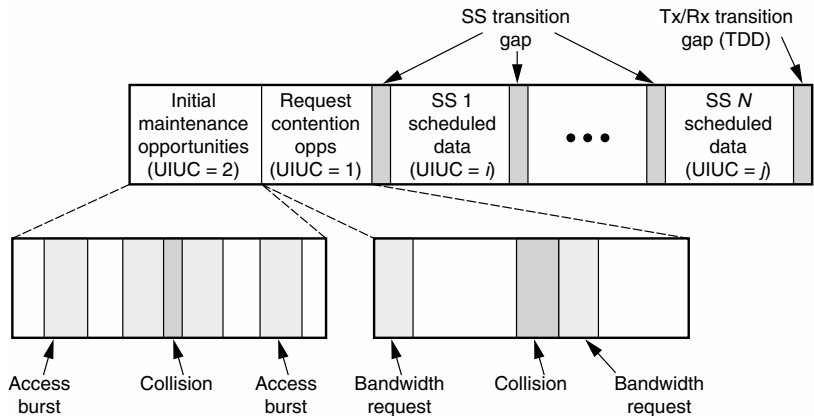 SS transition
gap
Tx/Rx transition
gap (TDD)
Initial
maintenance
opportunities
(UIUC = 2)
Request
contention
opps
(UIUC = 1)
SS 1
scheduled
data
(UIUC = i)
SS N
scheduled
data
(UIUC = j)
Access
burst
Collision
Access
burst
Bandwidth
request
Collision
Bandwidth
request